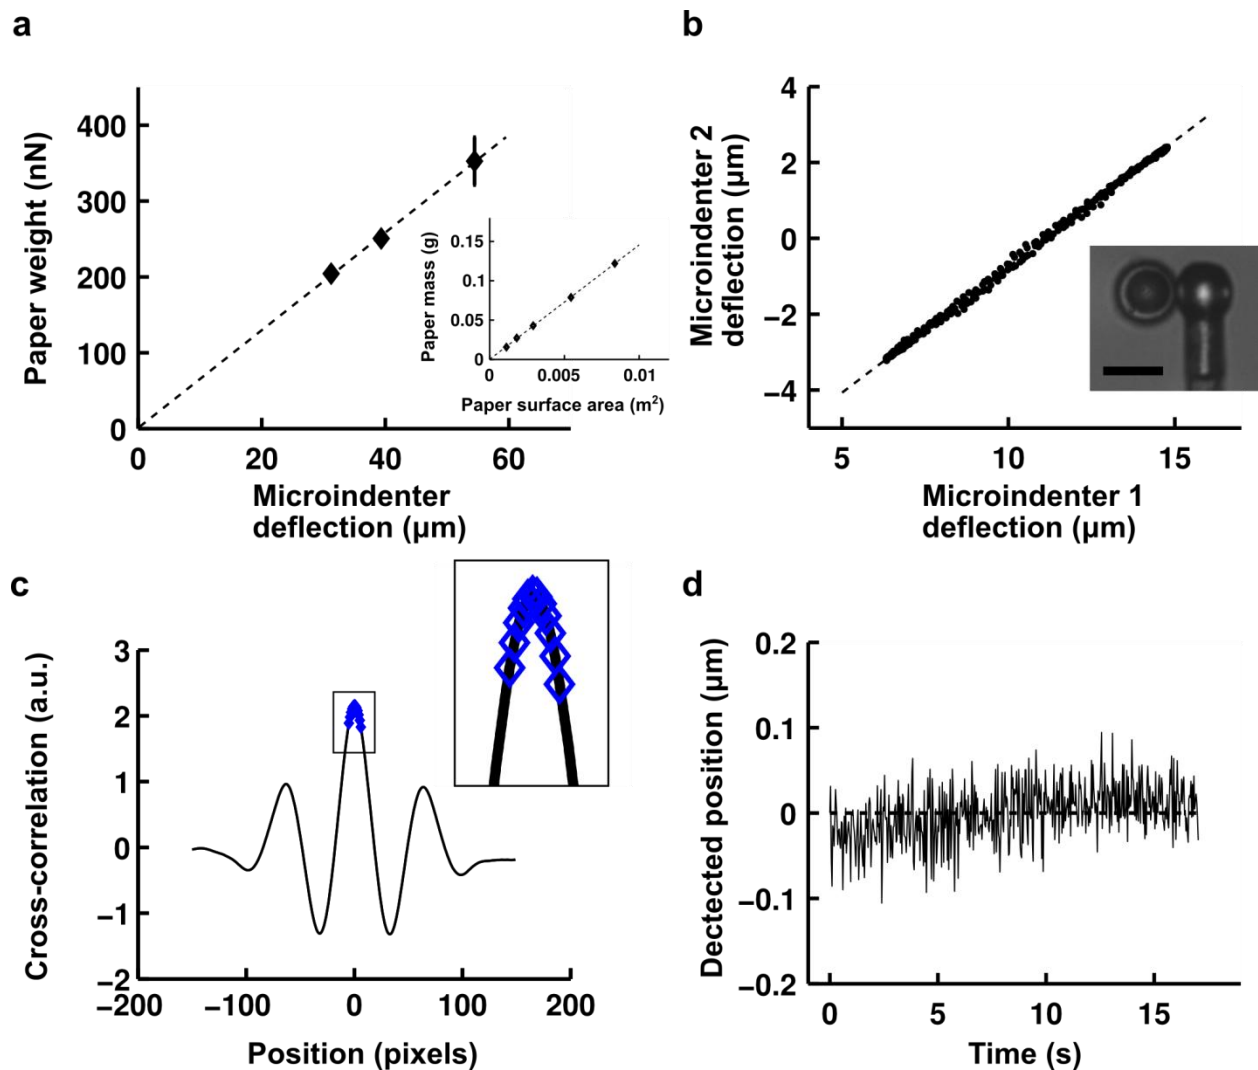 a
Paper weight (nN)
400
300
200
100
0
0 20 40 60
Microindenter
deflection (µm)
Paper mass (g)
0.15
0.1
0.05
0
0 0.005 0.01
Paper surface area (m²)
b
Microindenter 2
deflection (µm)
4
2
0
−2
−4
5 10 15
Microindenter 1
deflection (µm)
c
Cross-correlation (a.u.)
3
2
1
0
−1
−2
−200 −100 0 100 200
Position (pixels)
d
Dectected position (µm)
0.2
0.1
0
−0.1
−0.2
0 5 10 15
Time (s)